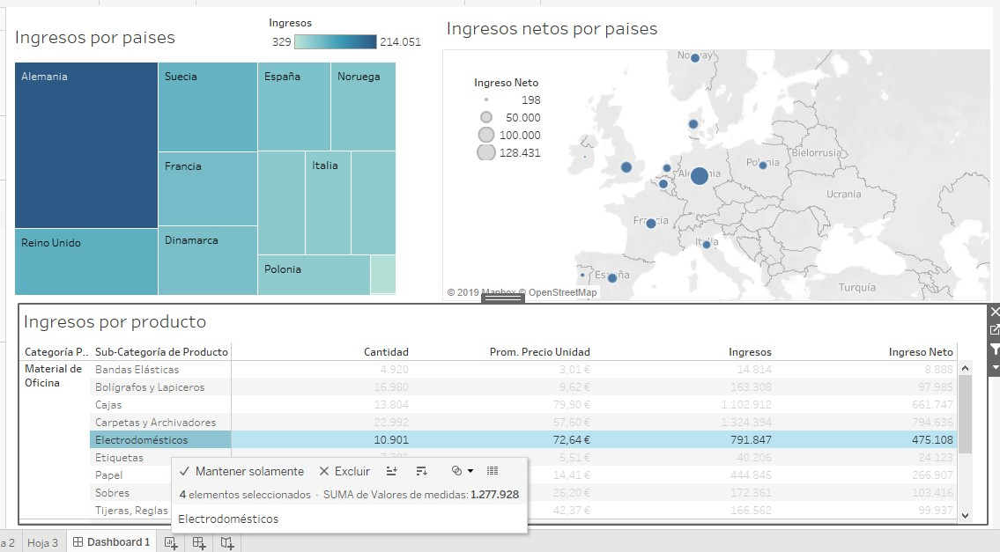 Ingresos por paises
Ingresos
329 214.051
Alemania
Suecia
España
Noruega
Francia
Italia
Reino Unido
Dinamarca
Polonia
Ingresos netos por paises
Ingreso Neto
198
50.000
100.000
128.431
Polonia
Bielorrusia
Ucrania
Francia
Italia
España
Turquía
© 2019 Mapbox © OpenStreetMap
Ingresos por producto
Categoría P.. Sub-Categoría de Producto Cantidad Prom. Precio Unidad Ingresos Ingreso Neto
Material de Oficina Bandas Elásticas 4.920 3,01 € 14.814 8.888
Bolígrafos y Lapiceros 16.980 9,62 € 163.308 97.985
Cajas 13.804 79,90 € 1.102.912 661.747
Carpetas y Archivadores 22.992 57,60 € 1.324.394 794.636
Electrodomésticos 10.901 72,64 € 791.847 475.108
Etiquetas 5,51 € 40.206 24.123
Papel 14,41 € 444.845 266.907
Sobres 26,20 € 172.361 103.416
Tijeras, Reglas 42,37 € 166.562 99.937
Mantener solamente Excluir
4 elementos seleccionados · SUMA de Valores de medidas: 1.277.928
Electrodomésticos
a 2 Hoja 3 Dashboard 1